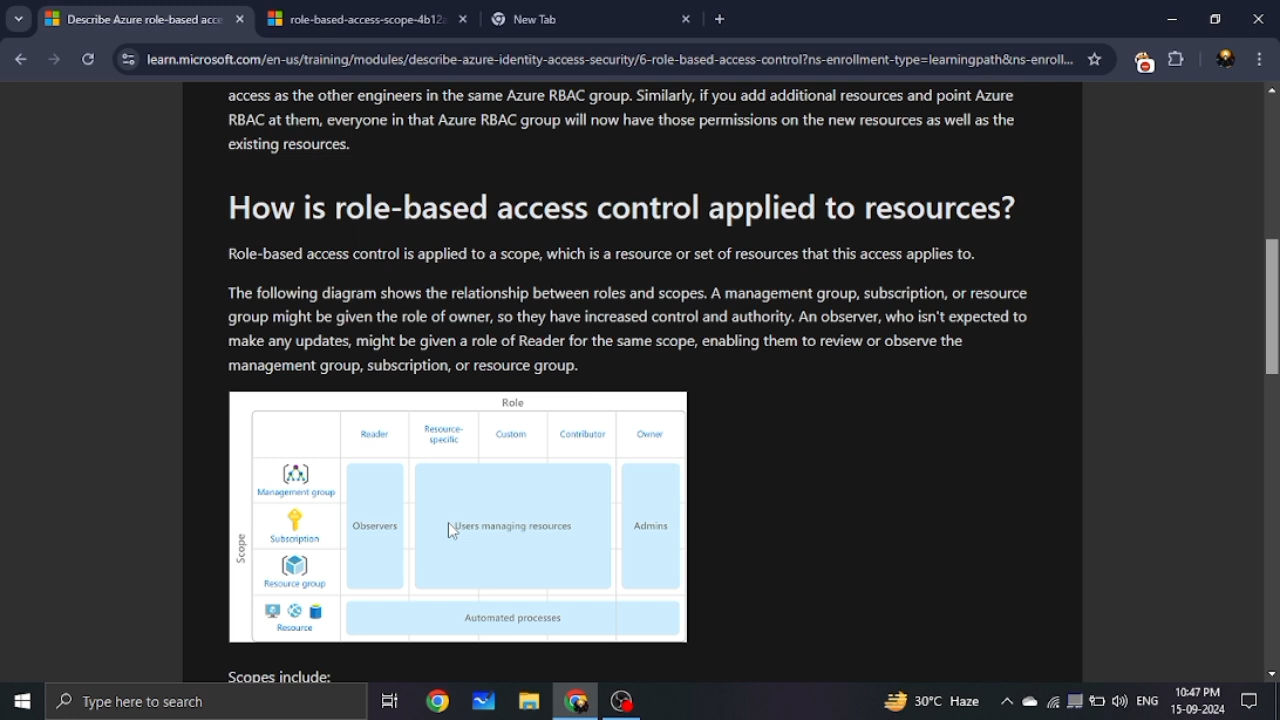 Describe Azure role-based acce
role-based-access-scope-4b12a
New Tab
learn.microsoft.com/en-us/training/modules/describe-azure-identity-access-security/6-role-based-access-control?ns-enrollment-type=learningpath&ns-enroll...
access as the other engineers in the same Azure RBAC group. Similarly, if you add additional resources and point Azure
RBAC at them, everyone in that Azure RBAC group will now have those permissions on the new resources as well as the
existing resources.
How is role-based access control applied to resources?
Role-based access control is applied to a scope, which is a resource or set of resources that this access applies to.
The following diagram shows the relationship between roles and scopes. A management group, subscription, or resource
group might be given the role of owner, so they have increased control and authority. An observer, who isn't expected to
make any updates, might be given a role of Reader for the same scope, enabling them to review or observe the
management group, subscription, or resource group.
Role
Reader
Resource-
specific
Custom
Contributor
Owner
Scope
Management group
Subscription
Resource group
Resource
Observers
Users managing resources
Admins
Automated processes
Scopes include:
Type here to search
30°C Haze
ENG
10:47 PM
15-09-2024